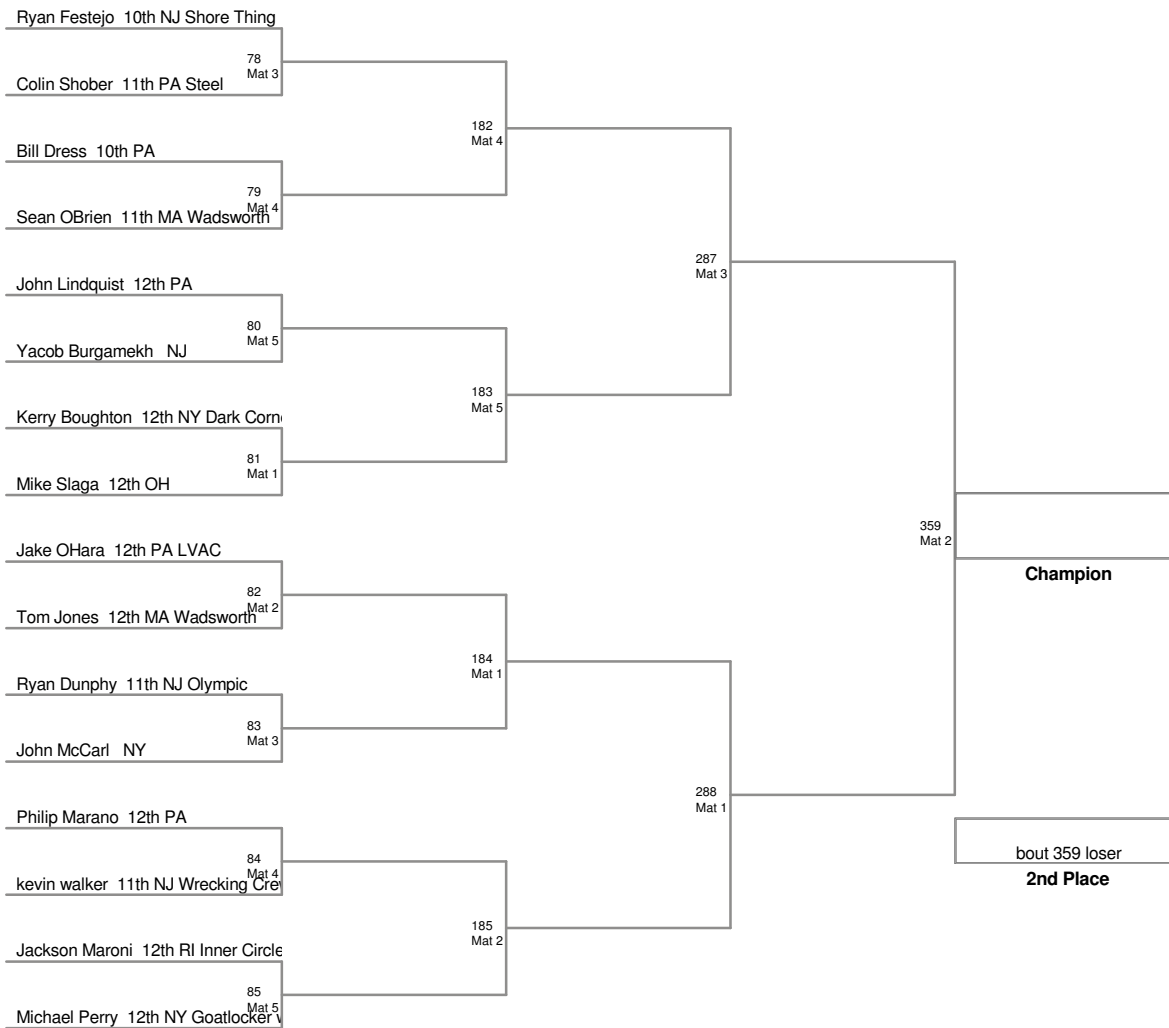 Ryan Festejo 10th NJ Shore Thing
78
Mat 3
Colin Shober 11th PA Steel
182
Mat 4
Bill Dress 10th PA
79
Mat 4
Sean OBrien 11th MA Wadsworth
287
Mat 3
John Lindquist 12th PA
80
Mat 5
Yacob Burgamekh NJ
183
Mat 5
Kerry Boughton 12th NY Dark Corn
81
Mat 1
Mike Slaga 12th OH
359
Mat 2
Champion
Jake OHara 12th PA LVAC
82
Mat 2
Tom Jones 12th MA Wadsworth
184
Mat 1
Ryan Dunphy 11th NJ Olympic
83
Mat 3
John McCarl NY
288
Mat 1
Philip Marano 12th PA
84
Mat 4
kevin walker 11th NJ Wrecking Cre
185
Mat 2
Jackson Maroni 12th RI Inner Circle
85
Mat 5
Michael Perry 12th NY Goatlocker
bout 359 loser
2nd Place